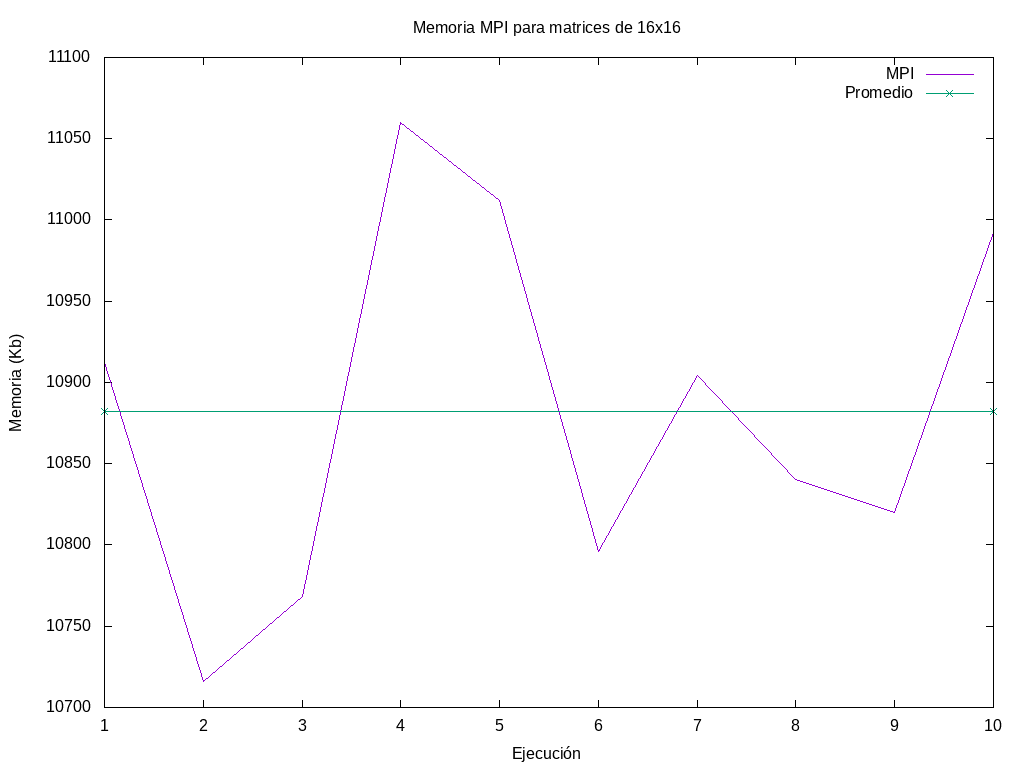 Memoria MPI para matrices de 16x16
MPI
Promedio
11100
11050
11000
10950
10900
10850
10800
10750
10700
Memoria (Kb)
1 2 3 4 5 6 7 8 9 10
Ejecución